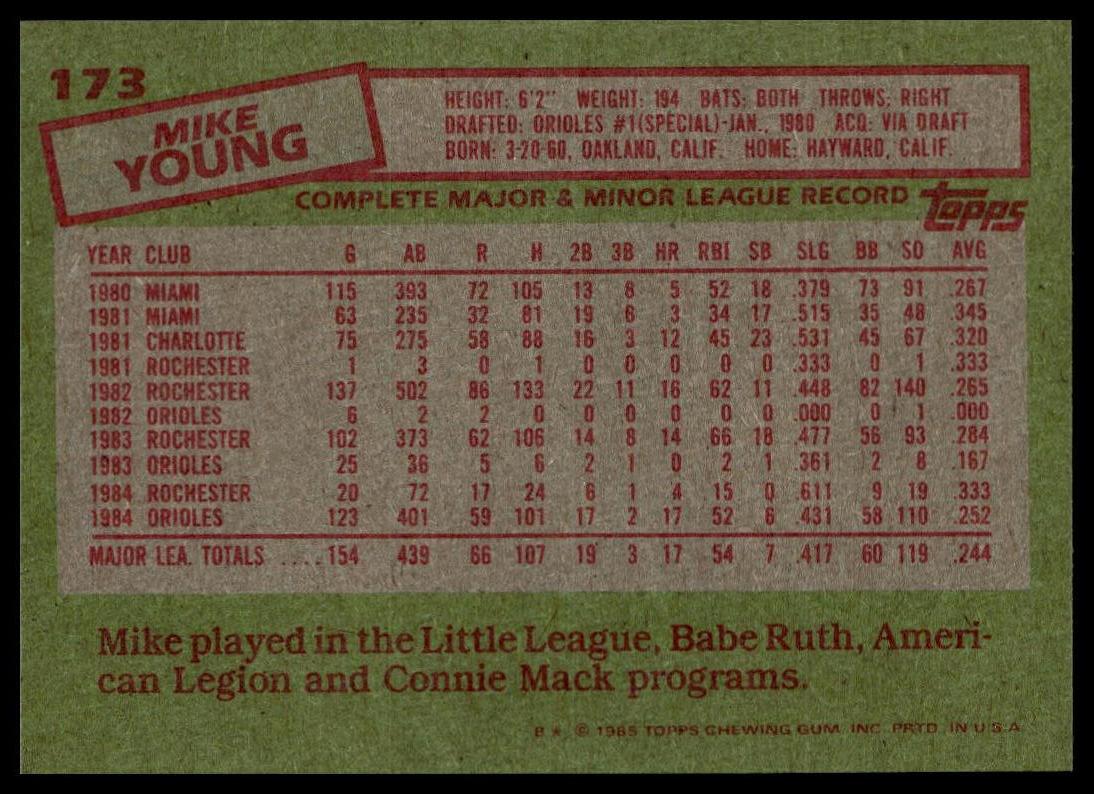 173
MIKE
YOUNG
HEIGHT: 6'2" WEIGHT: 194 BATS: BOTH THROWS: RIGHT
DRAFTED: ORIOLES #1(SPECIAL)-JAN., 1980 ACQ: VIA DRAFT
BORN: 3-20-60, OAKLAND, CALIF. HOME: HAYWARD, CALIF.
COMPLETE MAJOR & MINOR LEAGUE RECORD
topps
YEAR CLUB G AB R H 2B 3B HR RBI SB SLG BB SO AVG
1980 MIAMI 115 393 72 105 13 8 5 52 18 .379 73 91 .267
1981 MIAMI 63 235 32 81 19 6 3 34 17 .515 35 48 .345
1981 CHARLOTTE 75 275 58 88 16 3 12 45 23 .531 45 67 .320
1981 ROCHESTER 1 3 0 1 0 0 0 0 0 .333 0 1 .333
1982 ROCHESTER 137 502 86 133 22 11 16 62 11 .448 82 140 .265
1982 ORIOLES 6 2 2 0 0 0 0 0 0 .000 0 1 .000
1983 ROCHESTER 102 373 62 106 14 8 14 66 18 .477 56 93 .284
1983 ORIOLES 25 36 5 6 2 1 0 2 1 .361 2 8 .167
1984 ROCHESTER 20 72 17 24 6 1 4 15 0 .611 9 19 .333
1984 ORIOLES 123 401 59 101 17 2 17 52 6 .431 58 110 .252
MAJOR LEA. TOTALS ....154 439 66 107 19 3 17 54 7 .417 60 119 .244
Mike played in the Little League, Babe Ruth, Ameri-
can Legion and Connie Mack programs.
B * © 1985 TOPPS CHEWING GUM, INC. PRTD. IN U.S.A.